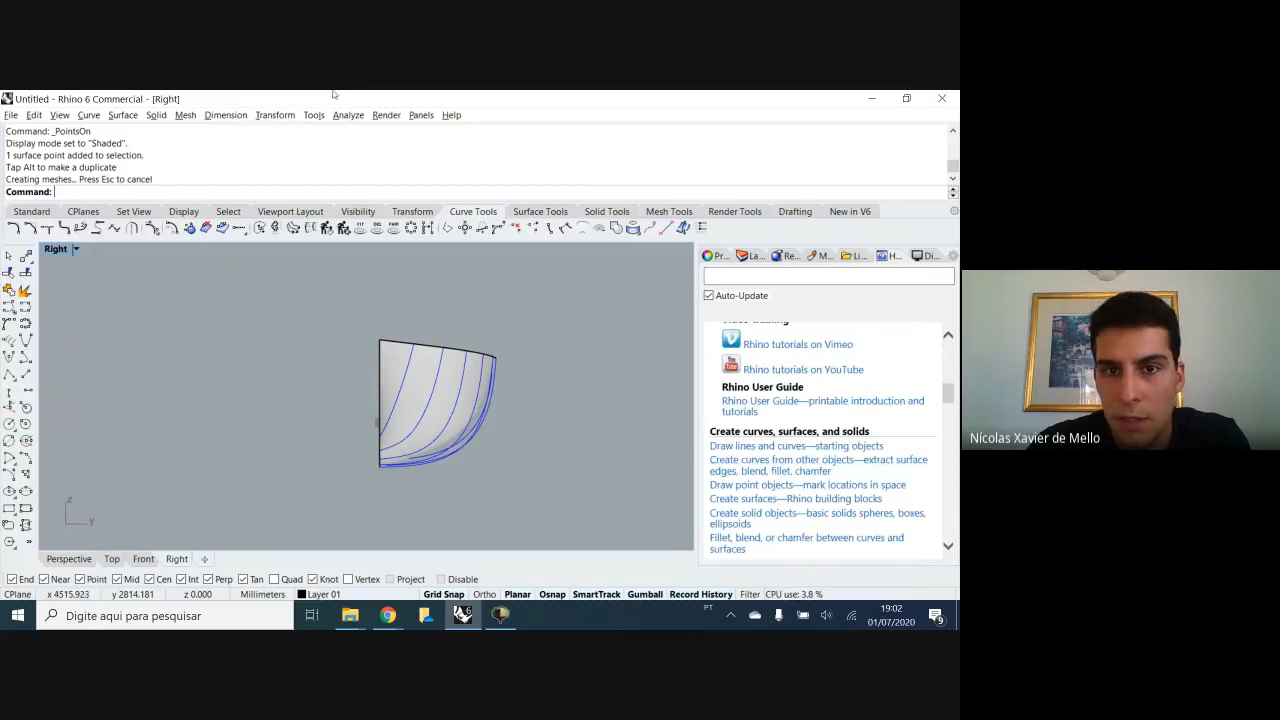 Untitled - Rhino 6 Commercial - [Right]
File Edit View Curve Surface Solid Mesh Dimension Transform Tools Analyze Render Panels Help
Command: _PointsOn
Display mode set to "Shaded".
1 surface point added to selection.
Tap Alt to make a duplicate
Creating meshes... Press Esc to cancel
Command:
Standard CPlanes Set View Display Select Viewport Layout Visibility Transform Curve Tools Surface Tools Solid Tools Mesh Tools Render Tools Drafting New in V6
Right
Pr... La... Re... M... Li... H... Di...
Auto-Update
Rhino tutorials on Vimeo
Rhino tutorials on YouTube
Rhino User Guide
Rhino User Guide—printable introduction and
tutorials
Create curves, surfaces, and solids
Draw lines and curves—starting objects
Create curves from other objects—extract surface
edges, blend, fillet, chamfer
Draw point objects—mark locations in space
Create surfaces—Rhino building blocks
Create solid objects—basic solids spheres, boxes,
ellipsoids
Fillet, blend, or chamfer between curves and
surfaces
Nícolas Xavier de Mello
z
y
Perspective Top Front Right
End Near Point Mid Cen Int Perp Tan Quad Knot Vertex Project Disable
CPlane x 4515.923 y 2814.181 z 0.000 Millimeters Layer 01 Grid Snap Ortho Planar Osnap SmartTrack Gumball Record History Filter CPU use: 3.8 %
Digite aqui para pesquisar
PT
19:02
01/07/2020
9